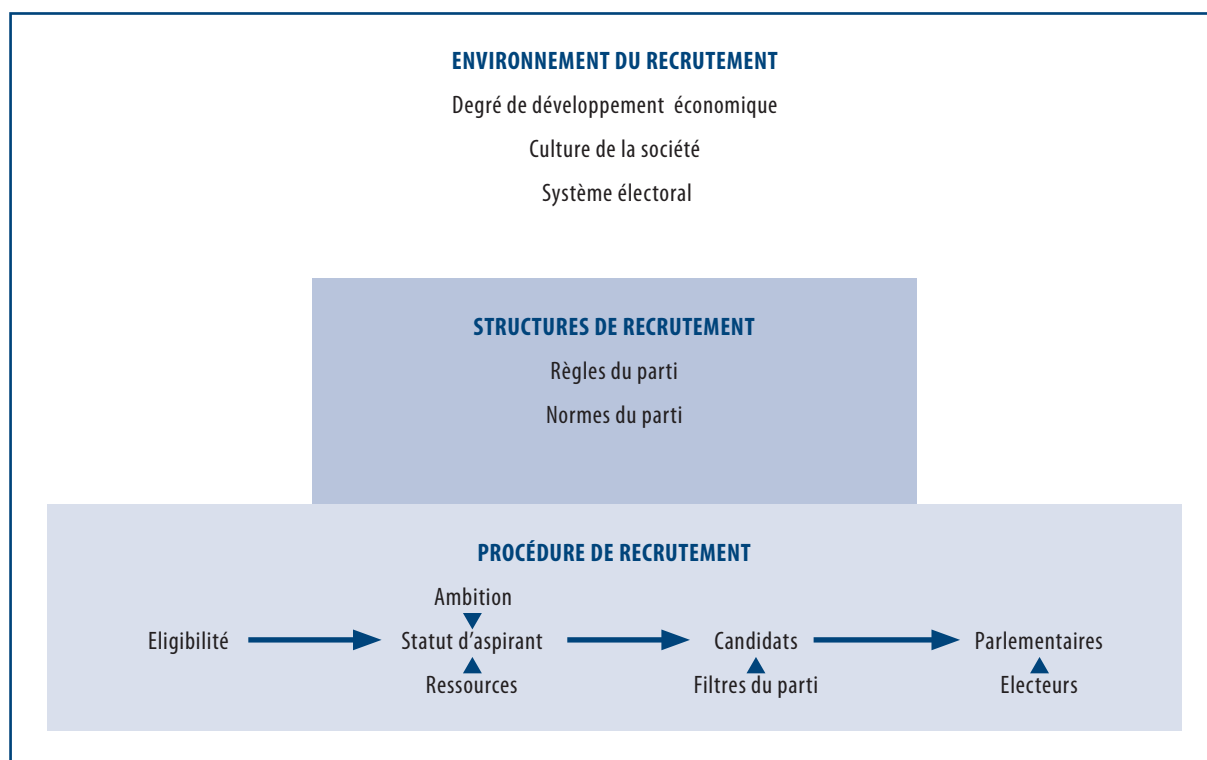 ENVIRONNEMENT DU RECRUTEMENT
Degré de développement économique
Culture de la société
Système électoral
STRUCTURES DE RECRUTEMENT
Règles du parti
Normes du parti
PROCÉDURE DE RECRUTEMENT
Ambition
Eligibilité Statut d'aspirant Candidats Parlementaires
Ressources Filtres du parti Electeurs